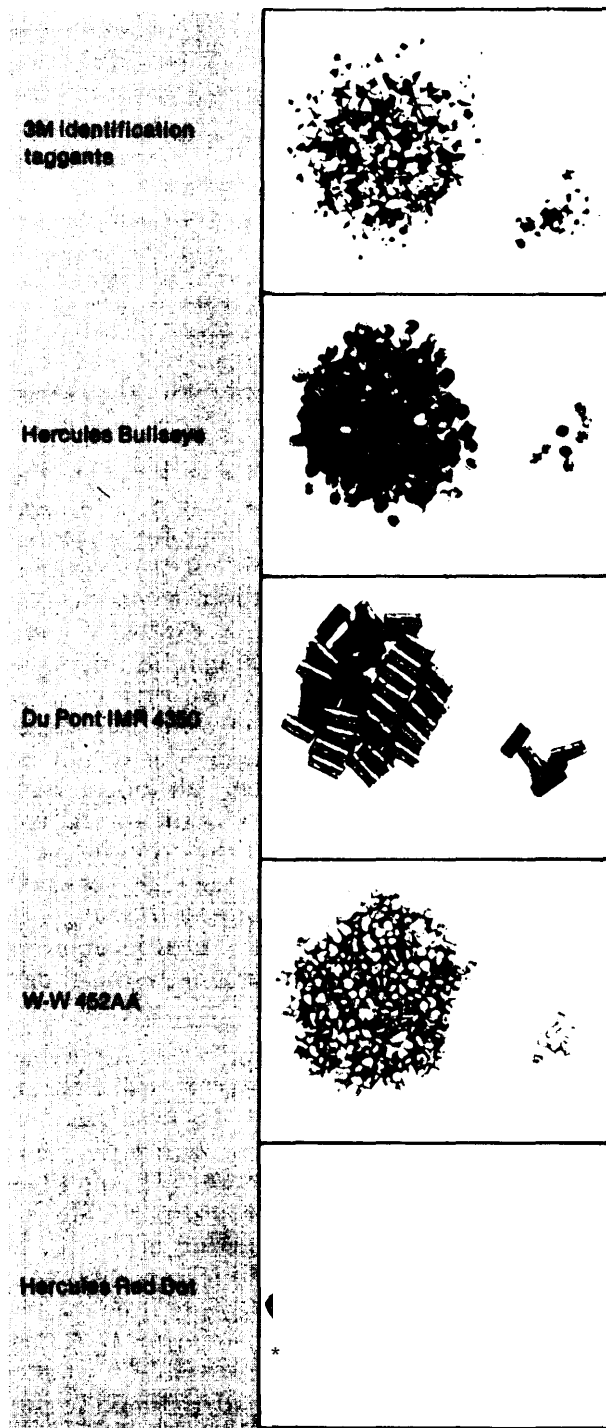 3M Identification
taggants
Hercules Bullseye
Du Pont IMR 4350
W-W 452AA
Hercules Red Dot
*